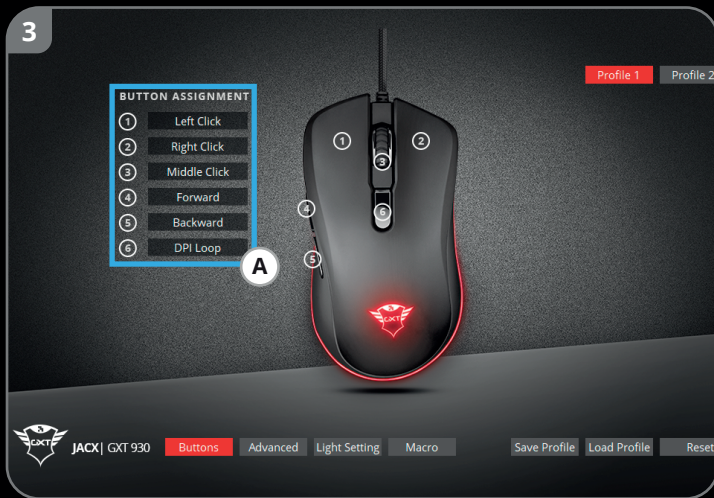 3
Profile 1
Profile 2
BUTTON ASSIGNMENT
1 Left Click
2 Right Click
3 Middle Click
4 Forward
5 Backward
6 DPI Loop
A
1
2
3
4
6
5
GXT
GXT
JACX| GXT 930
Buttons
Advanced
Light Setting
Macro
Save Profile
Load Profile
Reset